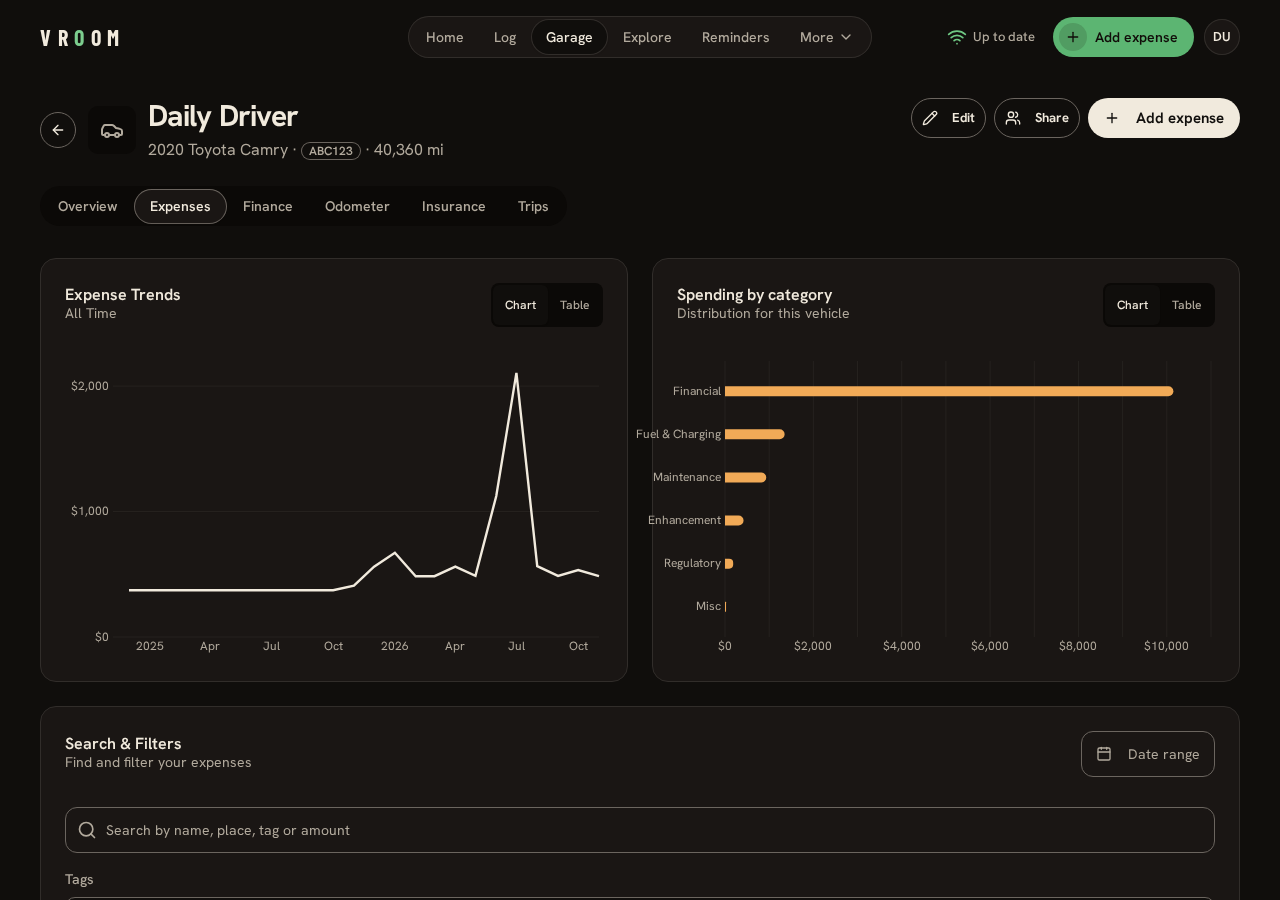 VROOM
Home
Log
Garage
Explore
Reminders
More
Up to date
Add expense
DU
Daily Driver
2020 Toyota Camry · ABC123 · 40,360 mi
Edit
Share
Add expense
Overview
Expenses
Finance
Odometer
Insurance
Trips
Expense Trends
All Time
Chart
Table
$2,000
$1,000
$0
2025
Apr
Jul
Oct
2026
Apr
Jul
Oct
Spending by category
Distribution for this vehicle
Chart
Table
Financial
Fuel & Charging
Maintenance
Enhancement
Regulatory
Misc
$0
$2,000
$4,000
$6,000
$8,000
$10,000
Search & Filters
Find and filter your expenses
Date range
Search by name, place, tag or amount
Tags